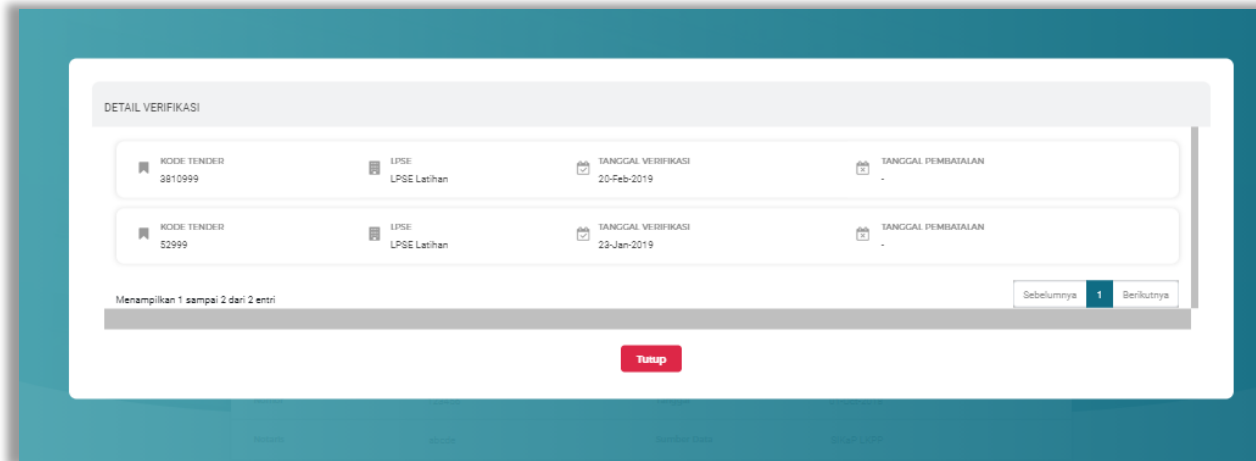 DETAIL VERIFIKASI
KODE TENDER LPSE TANGGAL VERIFIKASI TANGGAL PEMBATALAN
3810999 LPSE Latihan 20-Feb-2019 -
KODE TENDER LPSE TANGGAL VERIFIKASI TANGGAL PEMBATALAN
52999 LPSE Latihan 23-Jan-2019 -
Menampilkan 1 sampai 2 dari 2 entri Sebelumnya 1 Berikutnya
Tutup